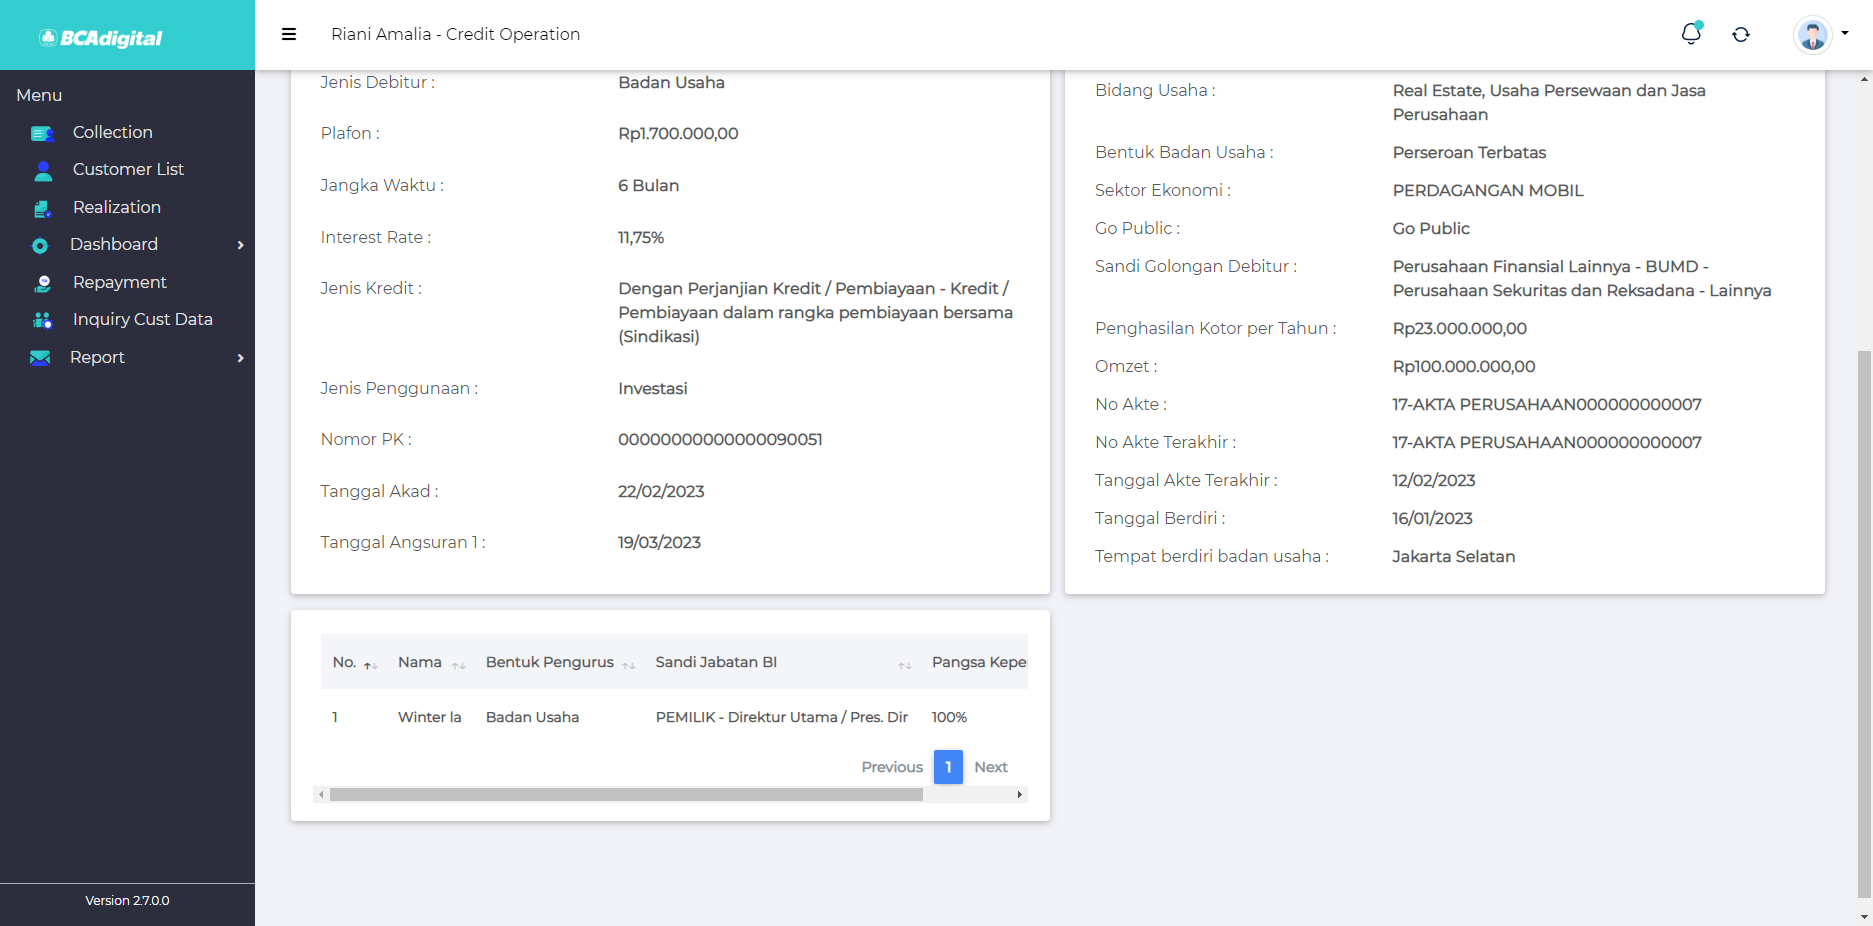 BCAdigital
Riani Amalia - Credit Operation
Menu
Collection
Customer List
Realization
Dashboard
Repayment
Inquiry Cust Data
Report
Version 2.7.0.0
Jenis Debitur : Badan Usaha
Plafon : Rp1.700.000,00
Jangka Waktu : 6 Bulan
Interest Rate : 11,75%
Jenis Kredit : Dengan Perjanjian Kredit / Pembiayaan - Kredit /
Pembiayaan dalam rangka pembiayaan bersama
(Sindikasi)
Jenis Penggunaan : Investasi
Nomor PK : 00000000000000090051
Tanggal Akad : 22/02/2023
Tanggal Angsuran 1 : 19/03/2023
Bidang Usaha : Real Estate, Usaha Persewaan dan Jasa
Perusahaan
Bentuk Badan Usaha : Perseroan Terbatas
Sektor Ekonomi : PERDAGANGAN MOBIL
Go Public : Go Public
Sandi Golongan Debitur : Perusahaan Finansial Lainnya - BUMD -
Perusahaan Sekuritas dan Reksadana - Lainnya
Penghasilan Kotor per Tahun : Rp23.000.000,00
Omzet : Rp100.000.000,00
No Akte : 17-AKTA PERUSAHAAN000000000007
No Akte Terakhir : 17-AKTA PERUSAHAAN000000000007
Tanggal Akte Terakhir : 12/02/2023
Tanggal Berdiri : 16/01/2023
Tempat berdiri badan usaha : Jakarta Selatan
No. Nama Bentuk Pengurus Sandi Jabatan BI Pangsa Kepe
1 Winter la Badan Usaha PEMILIK - Direktur Utama / Pres. Dir 100%
Previous 1 Next